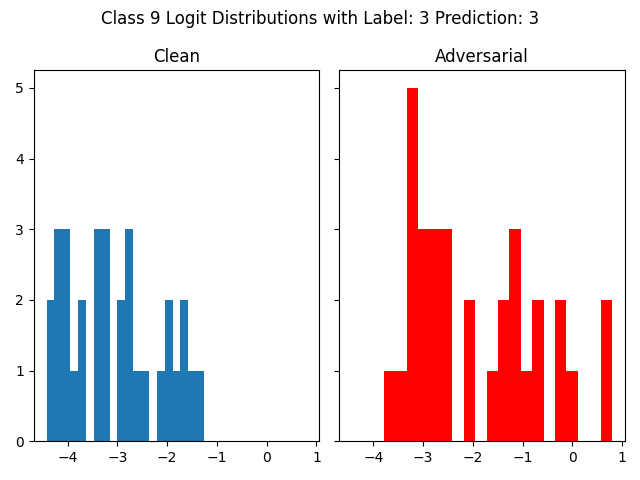 Class 9 Logit Distributions with Label: 3 Prediction: 3
Clean
Adversarial
5
4
3
2
1
0
−4 −3 −2 −1 0 1
−4 −3 −2 −1 0 1